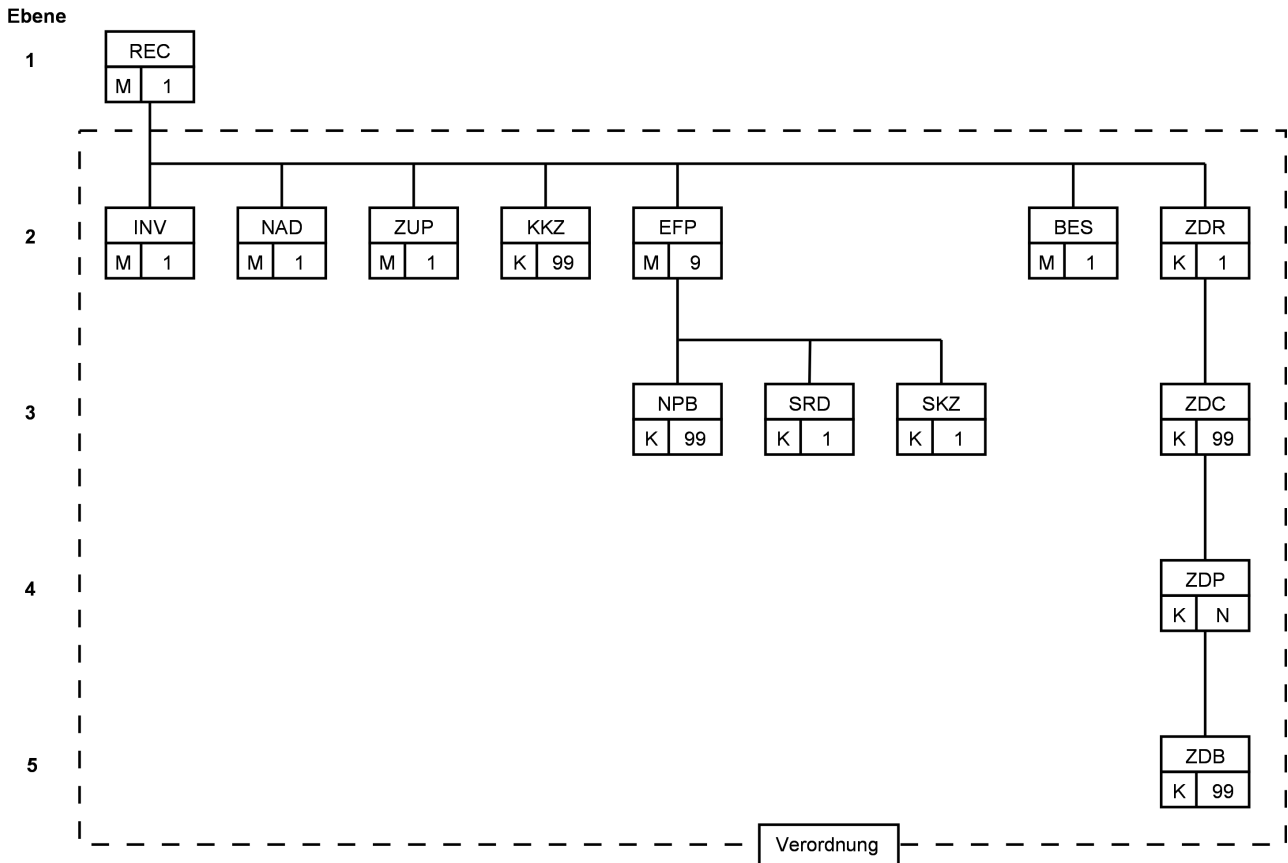 Ebene
1
REC
M 1
2
INV NAD ZUP KKZ EFP BES ZDR
M 1 M 1 M 1 K 99 M 9 M 1 K 1
3
NPB SRD SKZ ZDC
K 99 K 1 K 1 K 99
4
ZDP
K N
5
ZDB
K 99
Verordnung